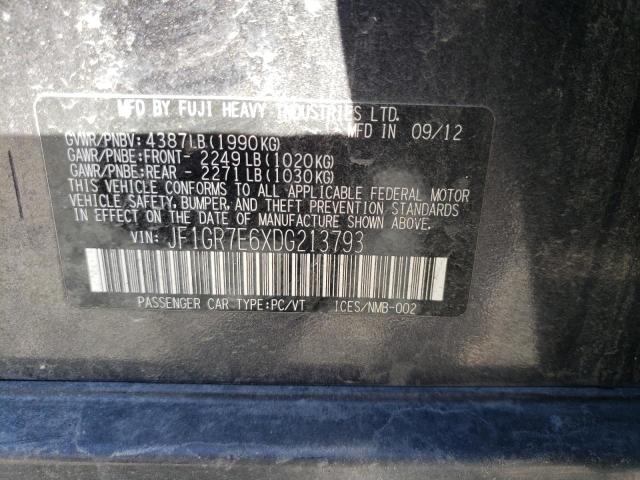 MFD BY FUJI HEAVY INDUSTRIES LTD.
MFD IN 09/12
GVWR/PNBV: 4387LB(1990KG)
GAWR/PNBE:FRONT- 2249LB(1020KG)
GAWR/PNBE:REAR - 2271LB(1030KG)
THIS VEHICLE CONFORMS TO ALL APPLICABLE FEDERAL MOTOR
VEHICLE SAFETY, BUMPER, AND THEFT PREVENTION STANDARDS
IN EFFECT ON THE DATE OF MANUFACTURE SHOWN ABOVE.
VIN: JF1GR7E6XDG213793
PASSENGER CAR TYPE:PC/VT ICES/NMB-002